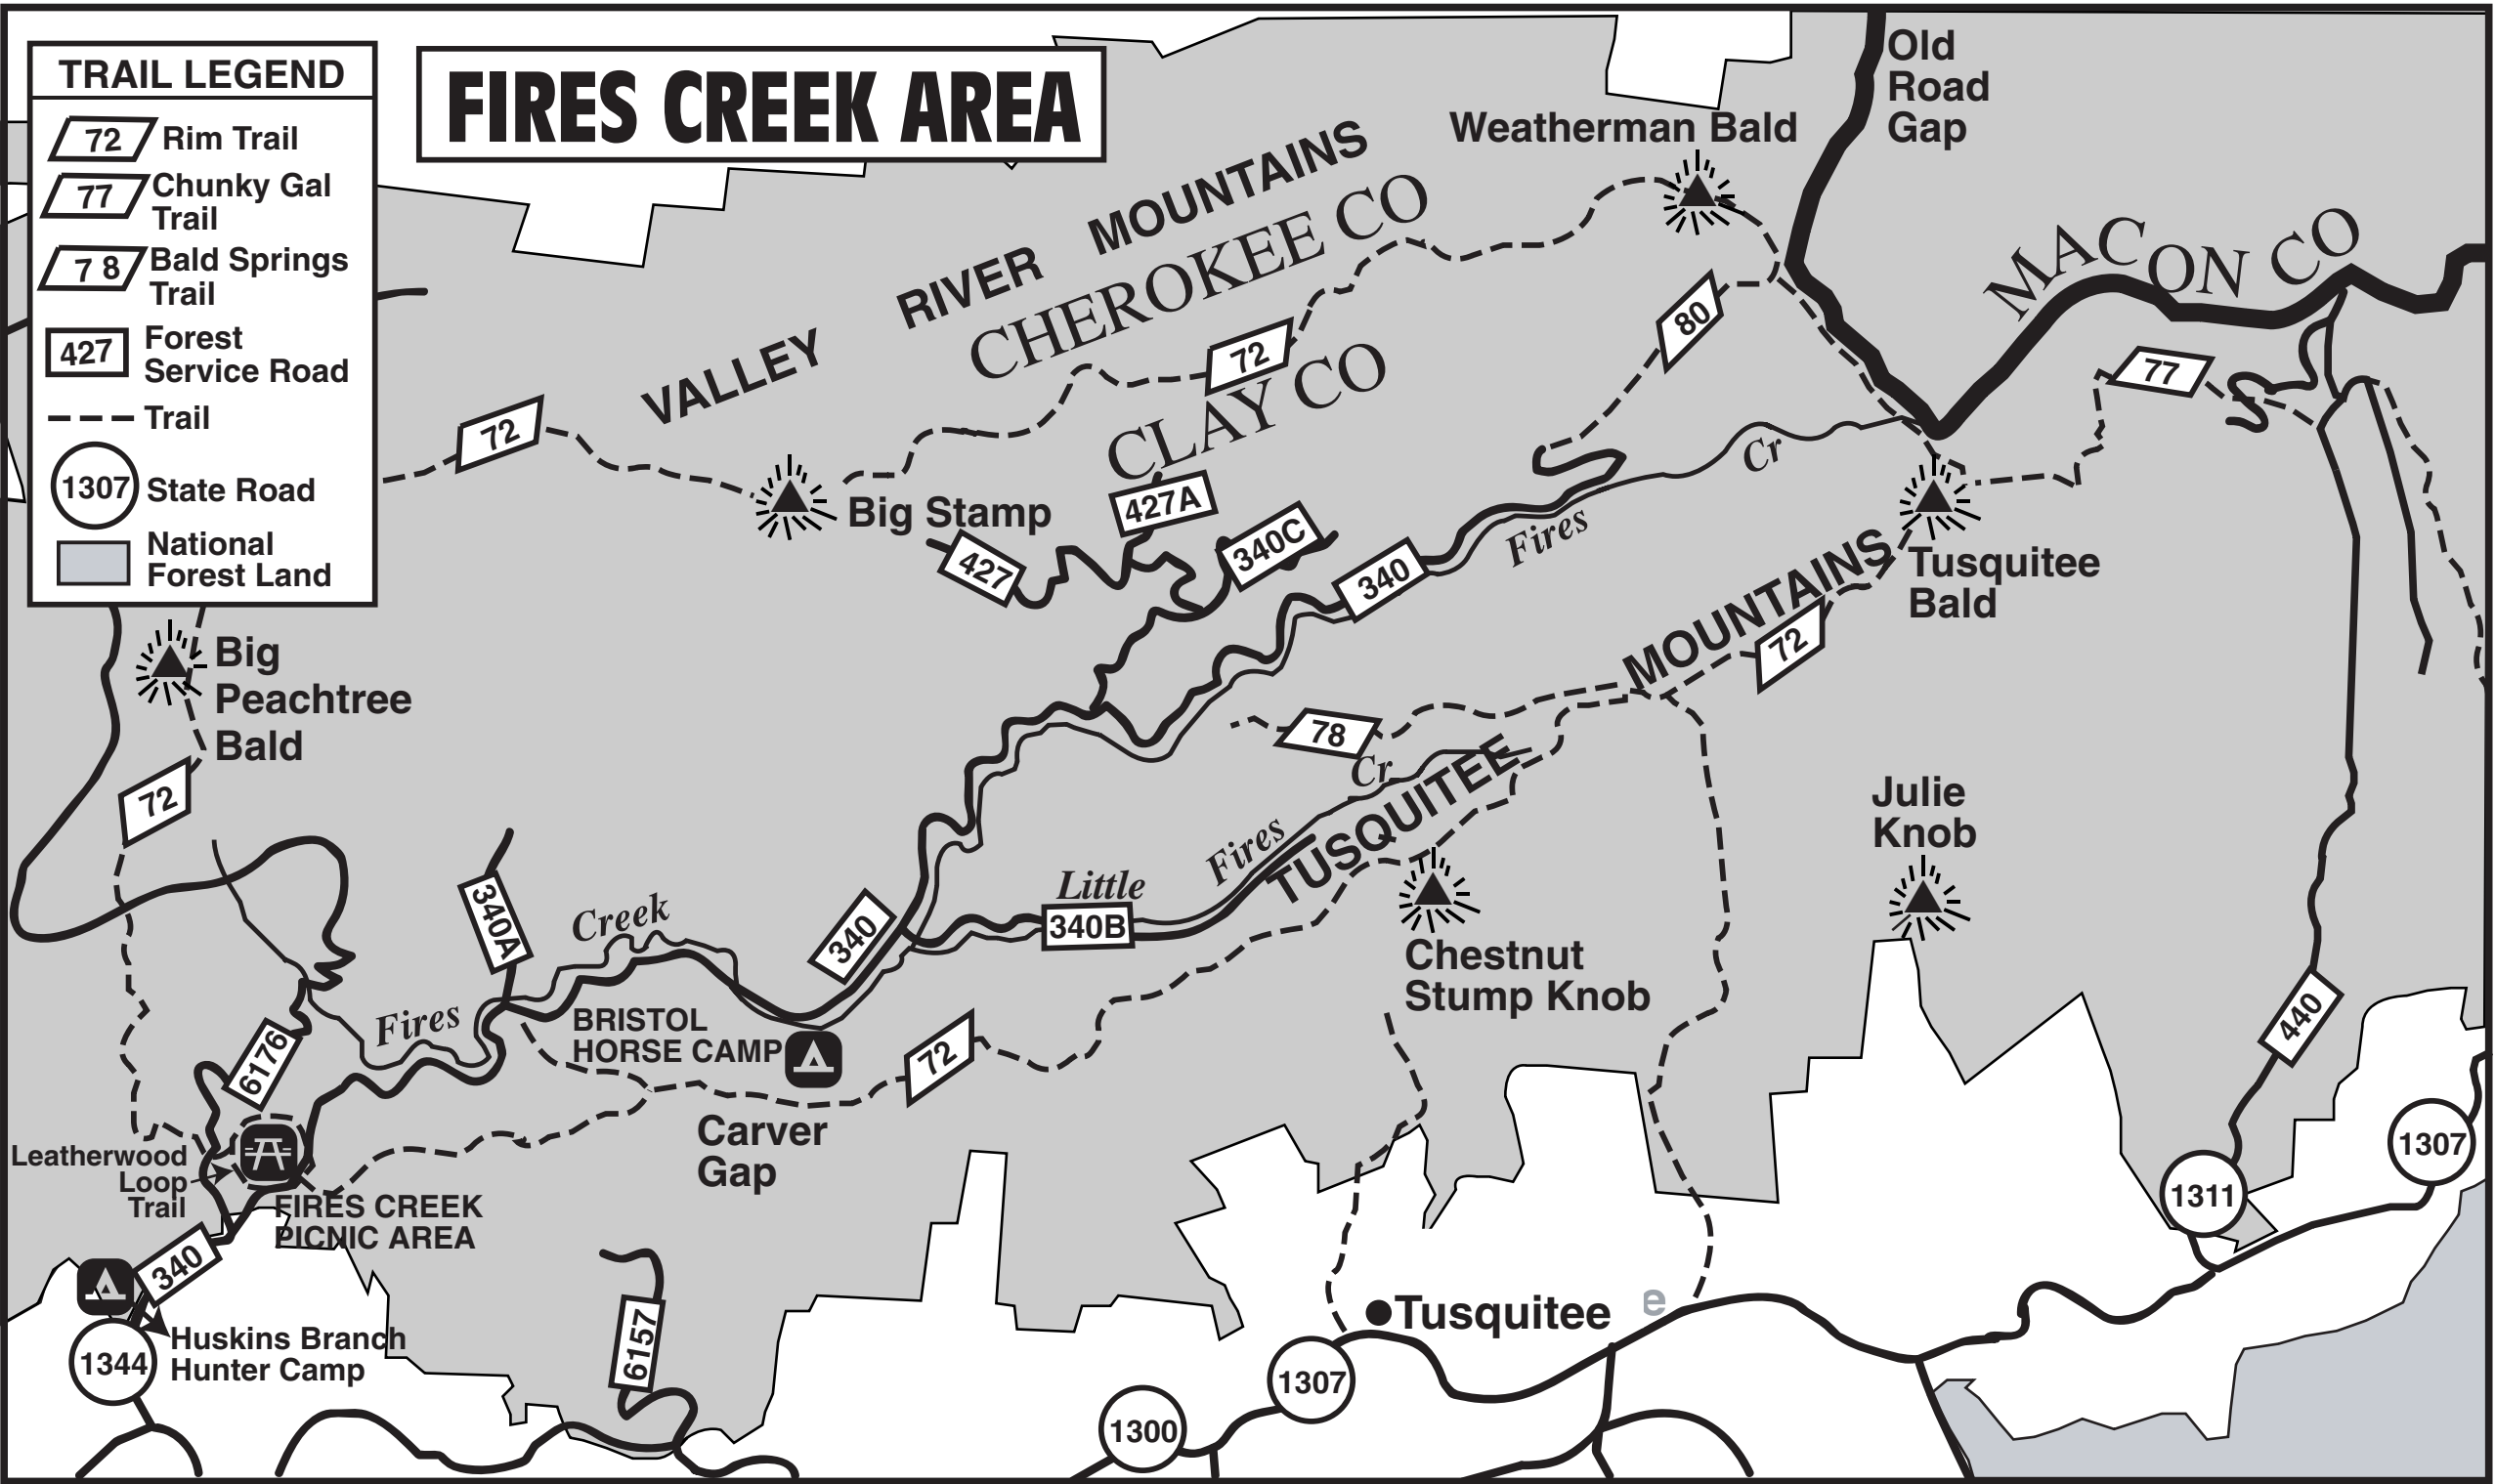 TRAIL LEGEND
72 Rim Trail
77 Chunky Gal
Trail
7 8 Bald Springs
Trail
427 Forest
Service Road
Trail
1307 State Road
National
Forest Land
FIRES CREEK AREA
Old
Road
Gap
Weatherman Bald
VALLEY RIVER MOUNTAINS
CHEROKEE CO
MACON CO
CLAY CO
72
80
77
72
Cr
Big Stamp
427A
427
340C
340
Fires
Tusquitee
Bald
72
Big
Peachtree
Bald
72
78
Cr
Fires
Little
TUSQUITEE MOUNTAINS
Julie
Knob
340A
Creek
340
340B
Chestnut
Stump Knob
Fires
BRISTOL
HORSE CAMP
72
440
6176
Carver
Gap
1307
Leatherwood
Loop
Trail
1311
FIRES CREEK
PICNIC AREA
340
Tusquitee
e
Huskins Branch
Hunter Camp
1344
6157
1307
1300